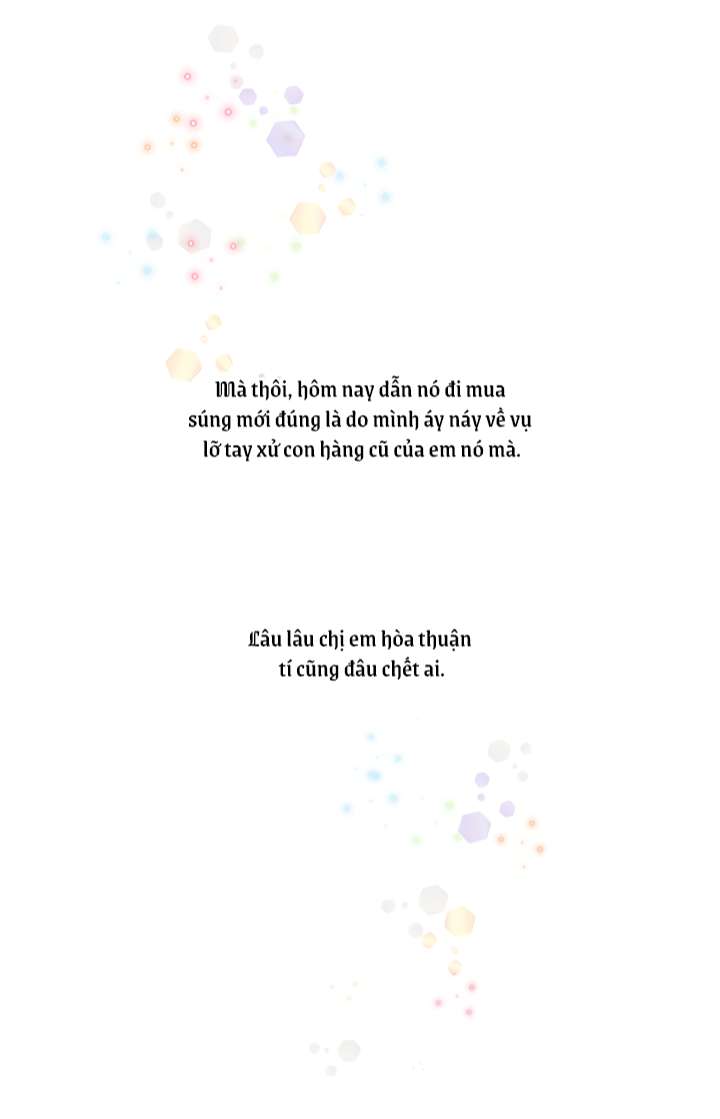 Mà thôi, hôm nay dẫn nó đi mua
súng mới đúng là do mình áy náy về vụ
lỡ tay xử con hàng cũ của em nó mà.
Lâu lâu chị em hòa thuận
tí cũng đâu chết ai.